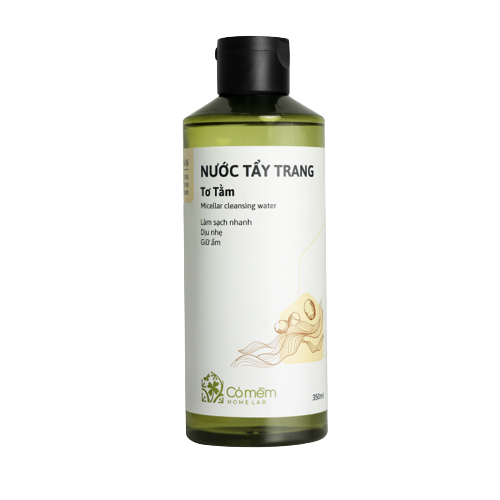 NƯỚC TẨY TRANG
Tơ Tằm
Micellar cleansing water
Làm sạch nhanh
Dịu nhẹ
Giữ ẩm
Cỏ mềm
HOME LAB
350ml